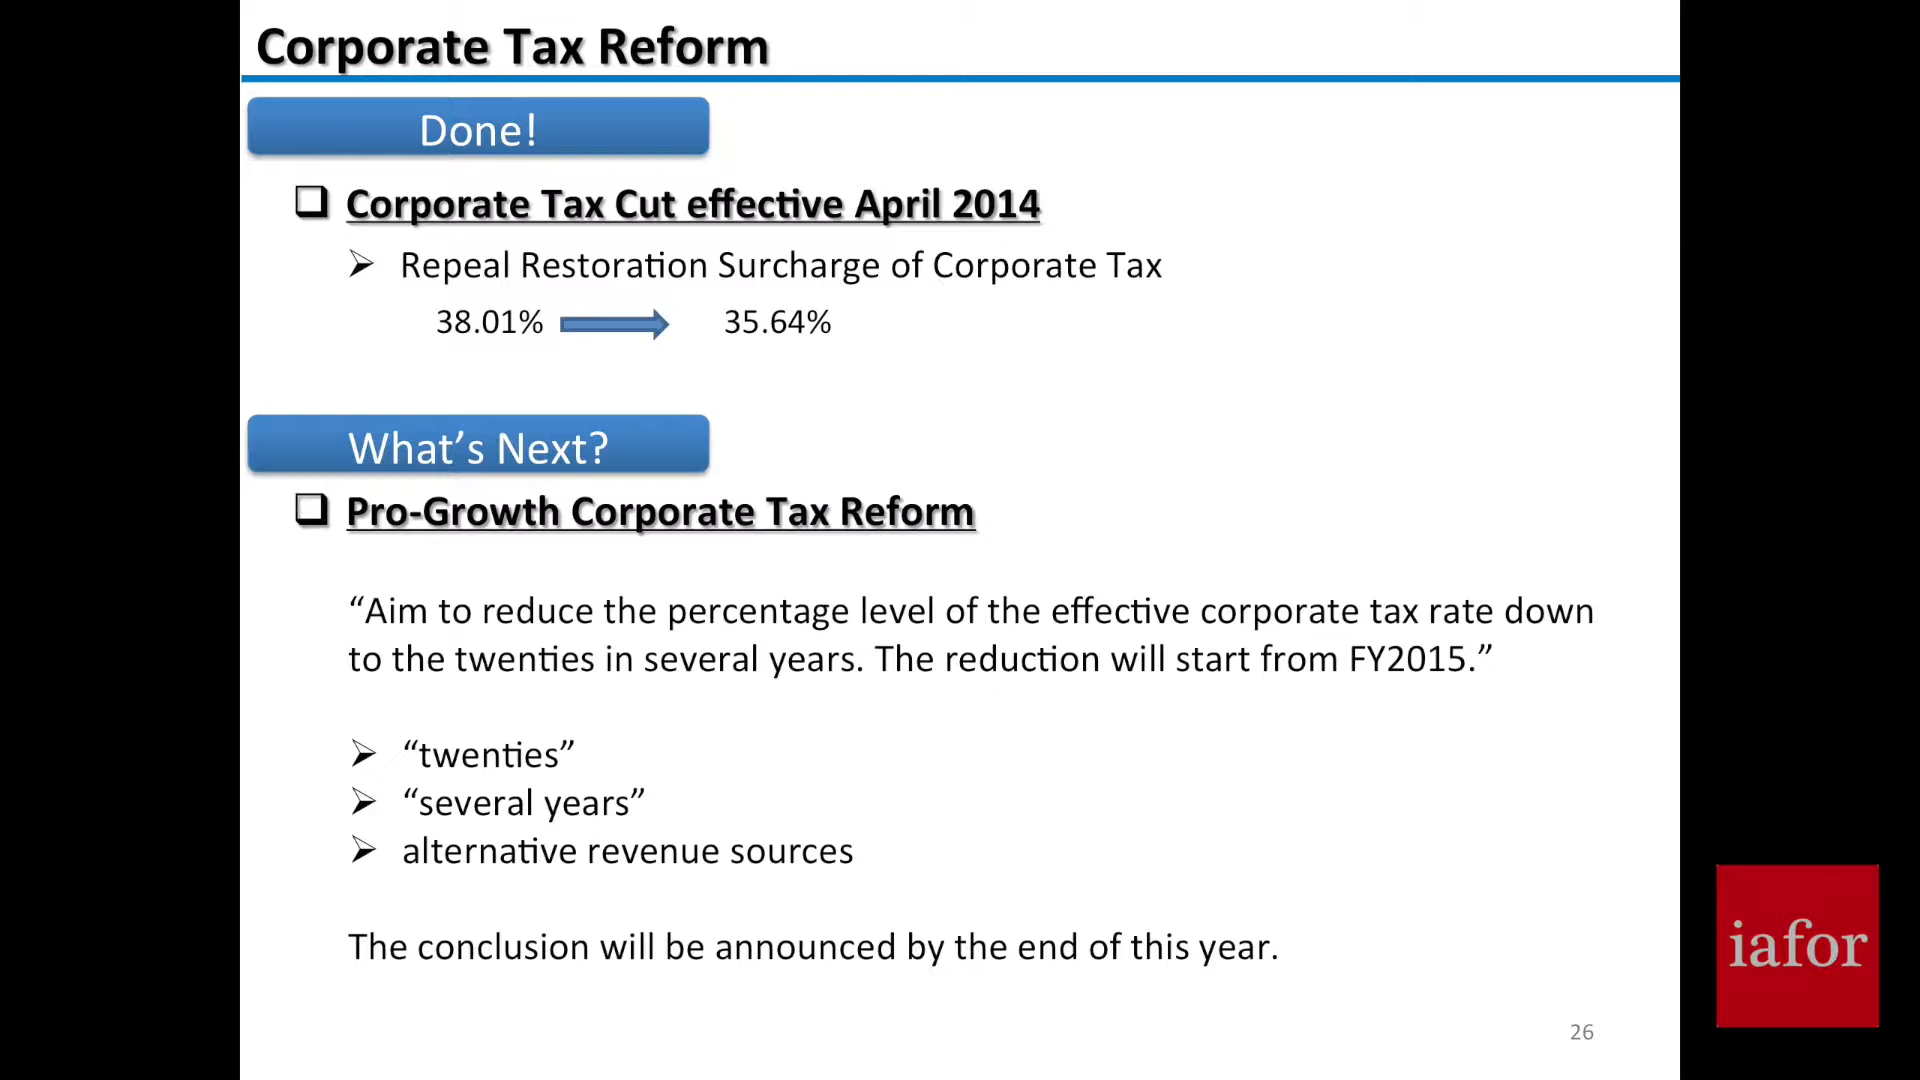 Corporate Tax Reform
Done!
Corporate Tax Cut effective April 2014
Repeal Restoration Surcharge of Corporate Tax
38.01% 35.64%
What’s Next?
Pro-Growth Corporate Tax Reform
“Aim to reduce the percentage level of the effective corporate tax rate down
to the twenties in several years. The reduction will start from FY2015.”
“twenties”
“several years”
alternative revenue sources
The conclusion will be announced by the end of this year.
iafor
26